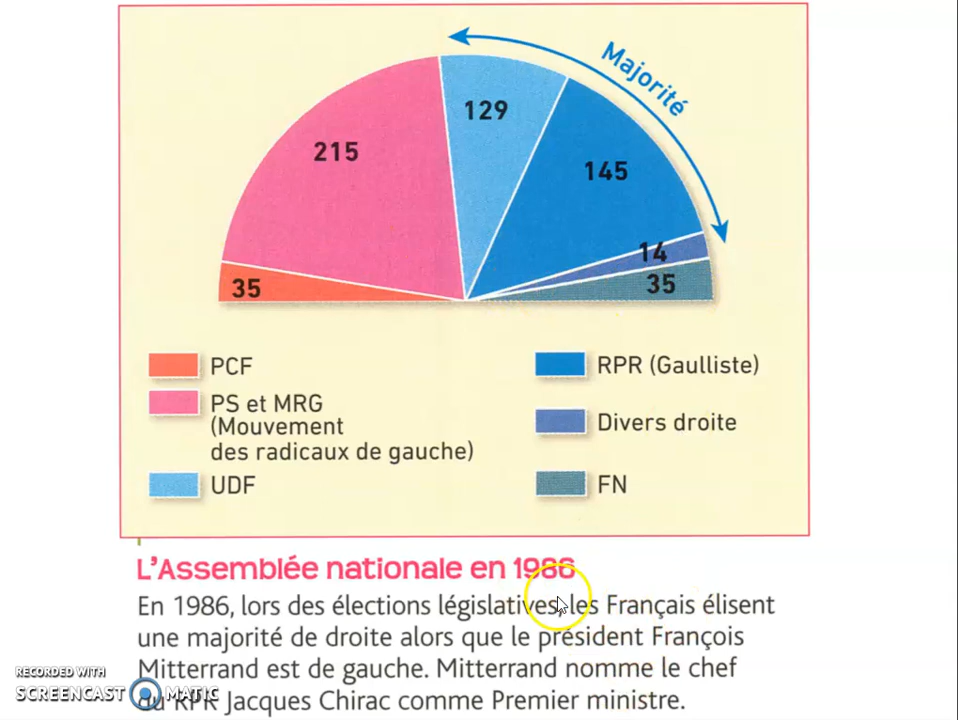 Majorité
129
215
145
14
35
35
PCF
PS et MRG
(Mouvement
des radicaux de gauche)
UDF
RPR (Gaulliste)
Divers droite
FN
L'Assemblée nationale en 1986
En 1986, lors des élections législatives, les Français élisent
une majorité de droite alors que le président François
Mitterrand est de gauche. Mitterrand nomme le chef
du RPR Jacques Chirac comme Premier ministre.
RECORDED WITH
SCREENCAST MATIC